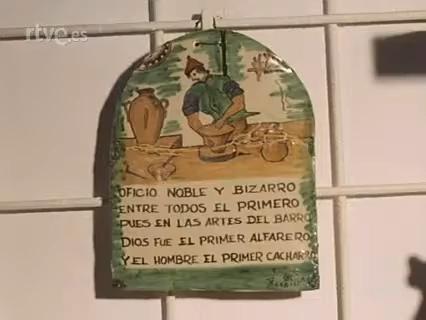 rtve.es
OFICIO NOBLE Y BIZARRO
ENTRE TODOS EL PRIMERO
PUES EN LAS ARTES DEL BARRO
DIOS FUE EL PRIMER ALFARERO
Y EL HOMBRE EL PRIMER CACHARRO